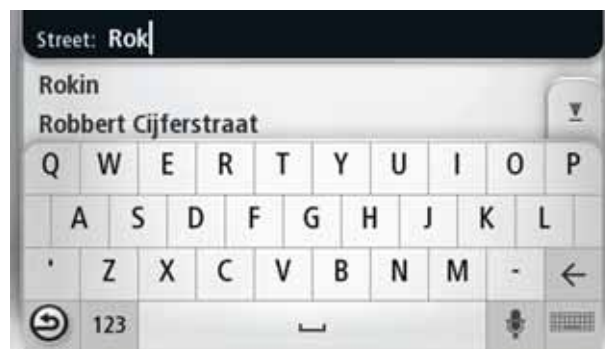 Street: Rok
Rokin
Robbert Cijferstraat
Q W E R T Y U I O P
A S D F G H J K L
' Z X C V B N M -
123